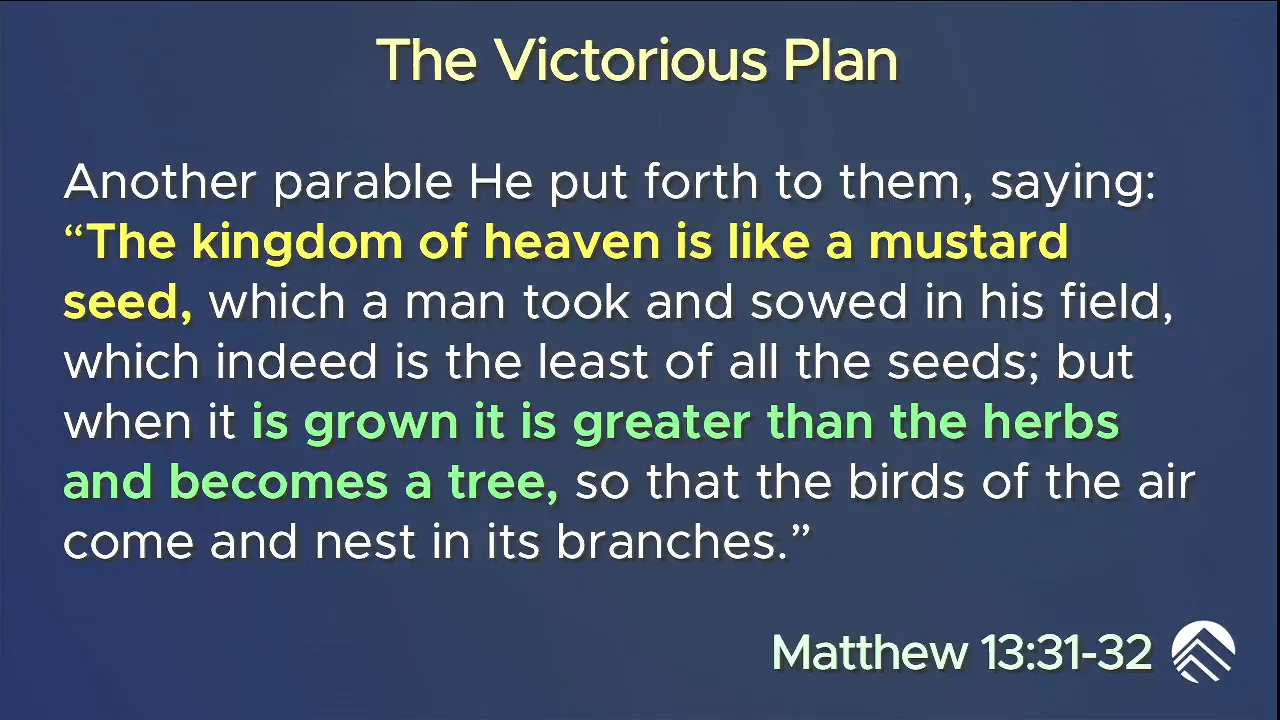 The Victorious Plan
Another parable He put forth to them, saying:
“The kingdom of heaven is like a mustard
seed, which a man took and sowed in his field,
which indeed is the least of all the seeds; but
when it is grown it is greater than the herbs
and becomes a tree, so that the birds of the air
come and nest in its branches.”
Matthew 13:31-32